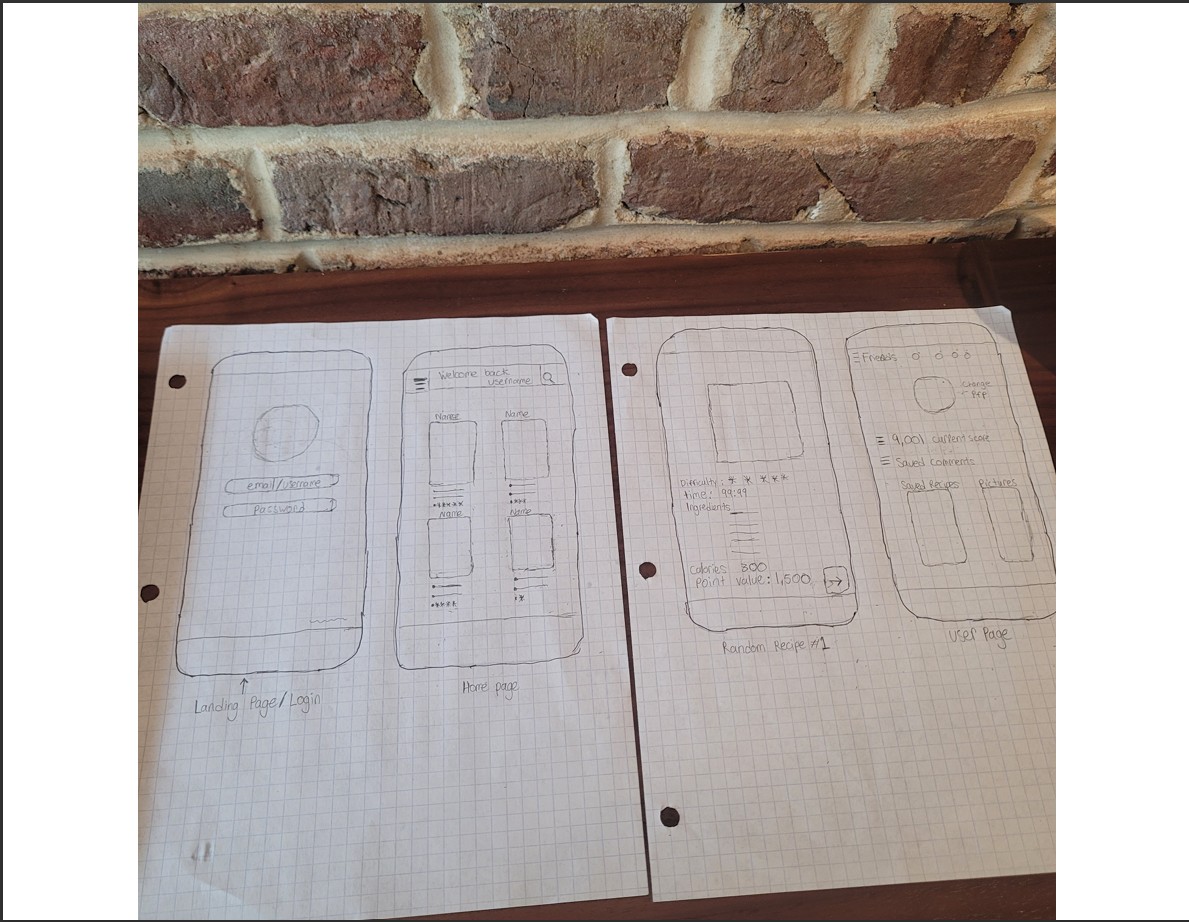 email/username
Password
Landing Page/Login
Welcome back
username
Name
Name
Name
Name
Home page
Difficulty: * * * * *
time: 99:99
Ingredients
Calories 300
Point value: 1,500
Random Recipe #1
Friends
Change
PFP
9,001 current score
Saved comments
Saved Recipes
Pictures
User Page